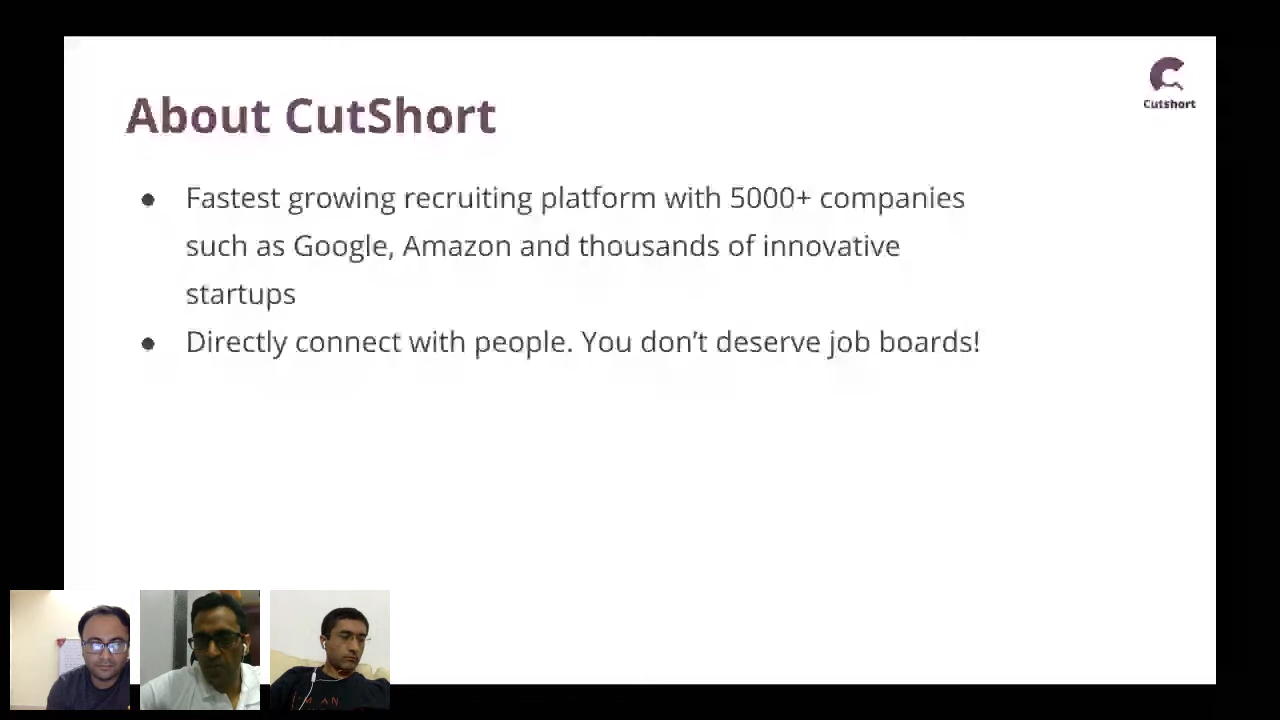 Cutshort
About CutShort
● Fastest growing recruiting platform with 5000+ companies
such as Google, Amazon and thousands of innovative
startups
● Directly connect with people. You don’t deserve job boards!
I'M AN